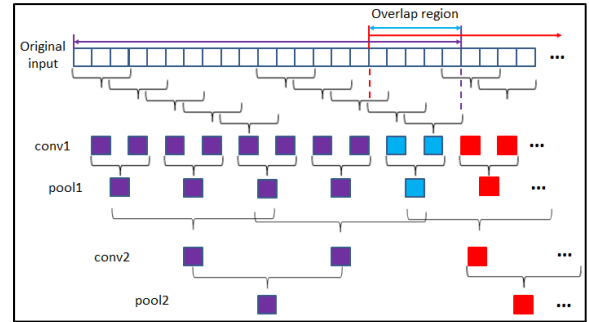 Overlap region
Original
input
...
conv1
...
pool1
...
conv2
...
pool2
...